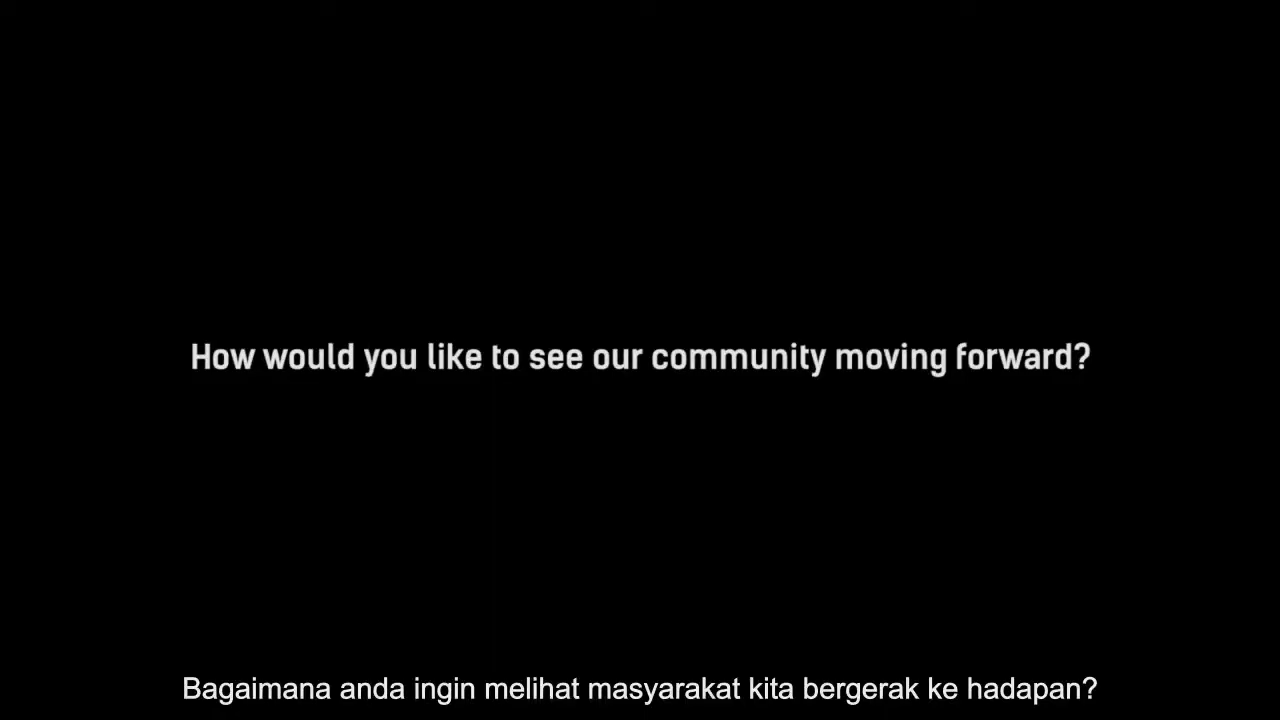 How would you like to see our community moving forward?
Bagaimana anda ingin melihat masyarakat kita bergerak ke hadapan?